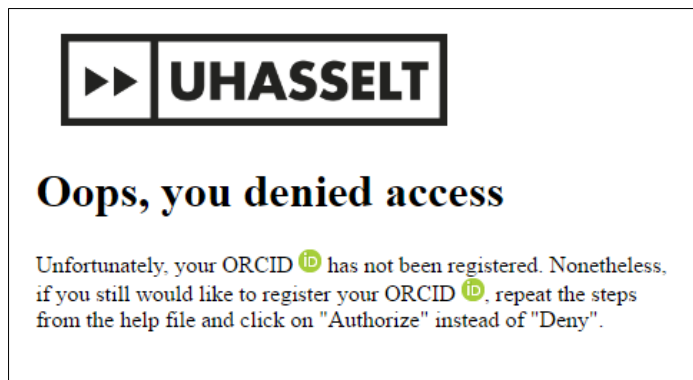 UHASSELT
Oops, you denied access
Unfortunately, your ORCID iD has not been registered. Nonetheless,
if you still would like to register your ORCID iD, repeat the steps
from the help file and click on "Authorize" instead of "Deny".